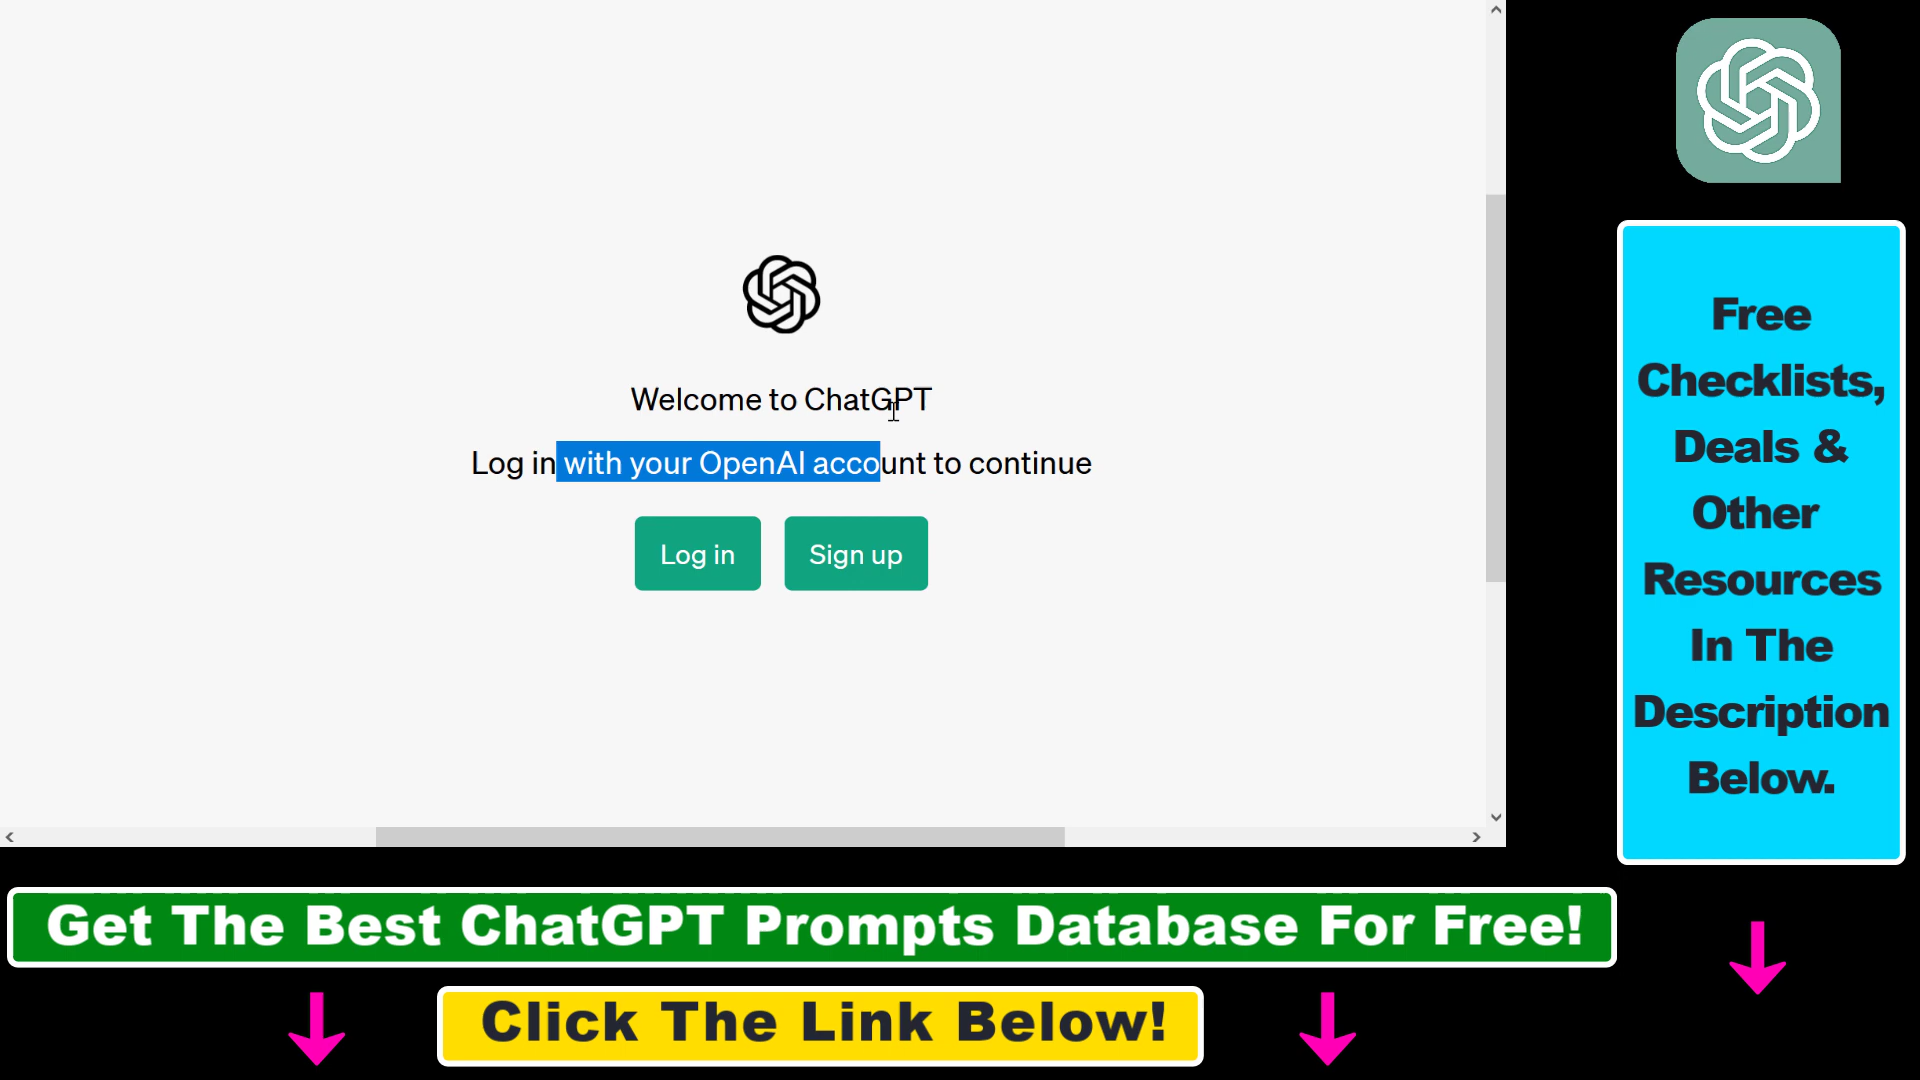 Welcome to ChatGPT
Log in with your OpenAI account to continue
Log in
Sign up
Free
Checklists,
Deals &
Other
Resources
In The
Description
Below.
Get The Best ChatGPT Prompts Database For Free!
Click The Link Below!